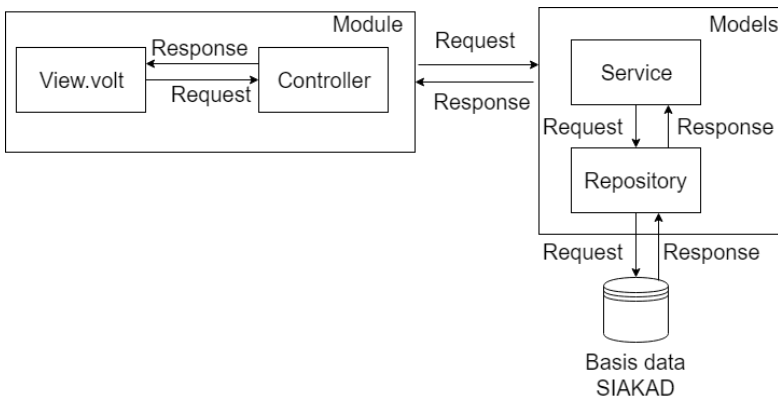 Module
Response
View.volt
Controller
Request
Request
Response
Models
Service
Request
Response
Repository
Request
Response
Basis data
SIAKAD